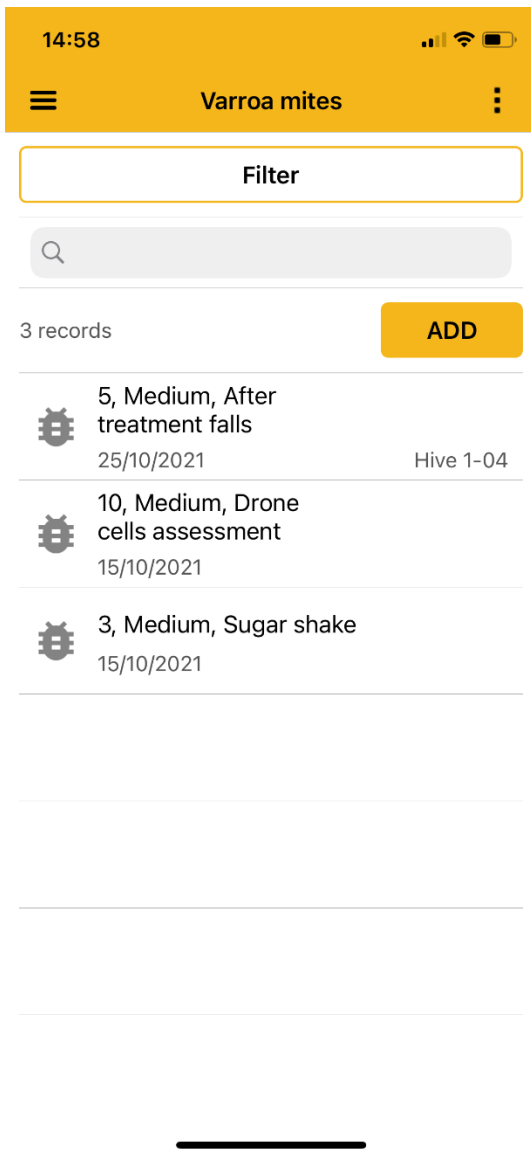 14:58
Varroa mites
Filter
3 records
ADD
5, Medium, After
treatment falls
25/10/2021
Hive 1-04
10, Medium, Drone
cells assessment
15/10/2021
3, Medium, Sugar shake
15/10/2021